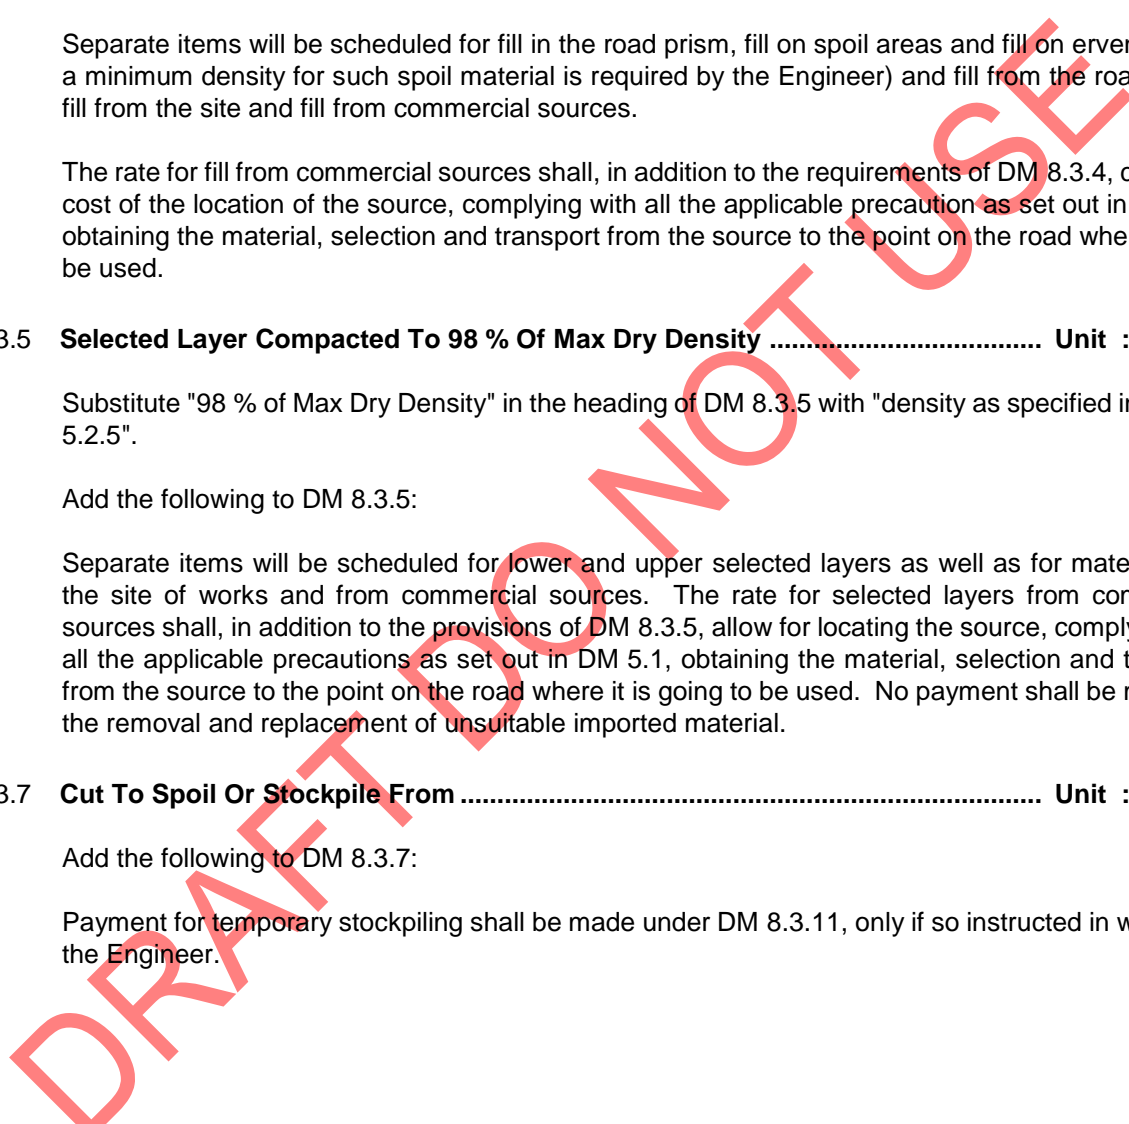 Separate items will be scheduled for fill in the road prism, fill on spoil areas and fill on
a minimum density for such spoil material is required by the Engineer) and fill from the
fill from the site and fill from commercial sources.
The rate for fill from commercial sources shall, in addition to the requirements of DM 8.3.4,
cost of the location of the source, complying with all the applicable precaution as set out in
obtaining the material, selection and transport from the source to the point on the road
be used.
3.5 Selected Layer Compacted To 98 % Of Max Dry Density ..................................... Unit :
Substitute "98 % of Max Dry Density" in the heading of DM 8.3.5 with "density as specified
5.2.5".
Add the following to DM 8.3.5:
Separate items will be scheduled for lower and upper selected layers as well as for
the site of works and from commercial sources. The rate for selected layers from
sources shall, in addition to the provisions of DM 8.3.5, allow for locating the source,
all the applicable precautions as set out in DM 5.1, obtaining the material, selection and
from the source to the point on the road where it is going to be used. No payment shall be
the removal and replacement of unsuitable imported material.
3.7 Cut To Spoil Or Stockpile From ............................................................................... Unit :
Add the following to DM 8.3.7:
Payment for temporary stockpiling shall be made under DM 8.3.11, only if so instructed in
the Engineer.
DRAFT DO NOT USE